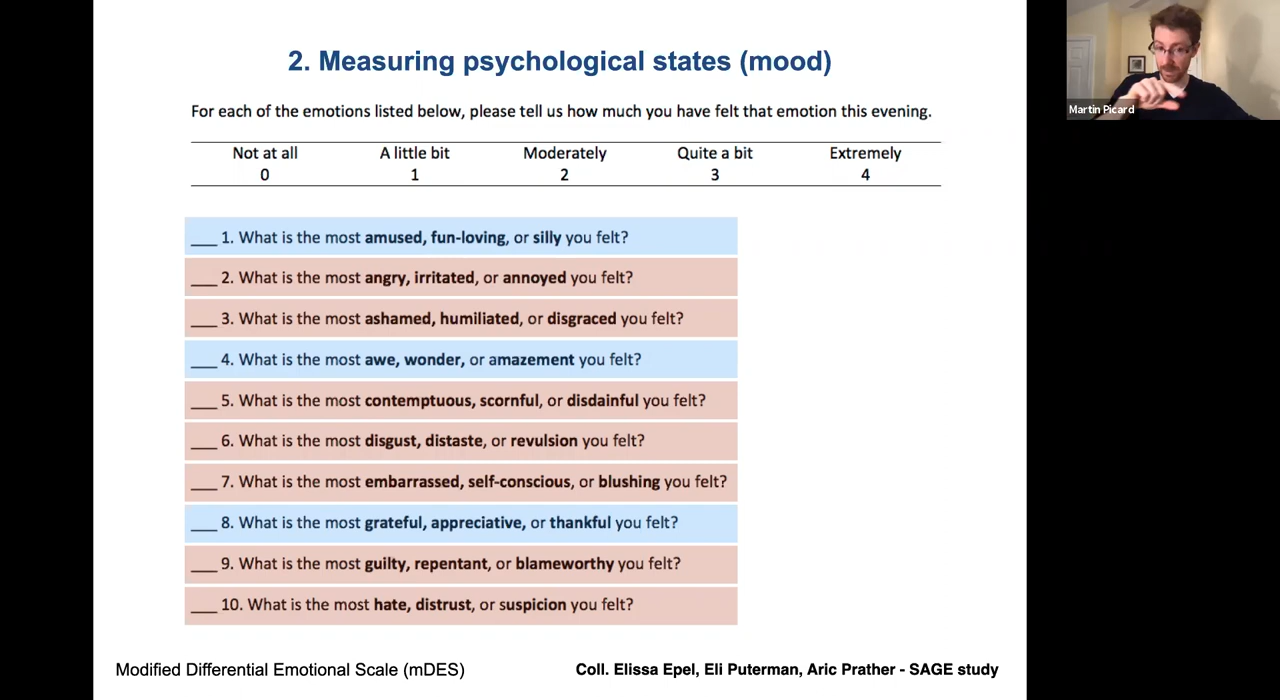 2. Measuring psychological states (mood)
Martin Picard
For each of the emotions listed below, please tell us how much you have felt that emotion this evening.
Not at all A little bit Moderately Quite a bit Extremely
0 1 2 3 4
___ 1. What is the most amused, fun-loving, or silly you felt?
___ 2. What is the most angry, irritated, or annoyed you felt?
___ 3. What is the most ashamed, humiliated, or disgraced you felt?
___ 4. What is the most awe, wonder, or amazement you felt?
___ 5. What is the most contemptuous, scornful, or disdainful you felt?
___ 6. What is the most disgust, distaste, or revulsion you felt?
___ 7. What is the most embarrassed, self-conscious, or blushing you felt?
___ 8. What is the most grateful, appreciative, or thankful you felt?
___ 9. What is the most guilty, repentant, or blameworthy you felt?
___ 10. What is the most hate, distrust, or suspicion you felt?
Modified Differential Emotional Scale (mDES) Coll. Elissa Epel, Eli Puterman, Aric Prather - SAGE study